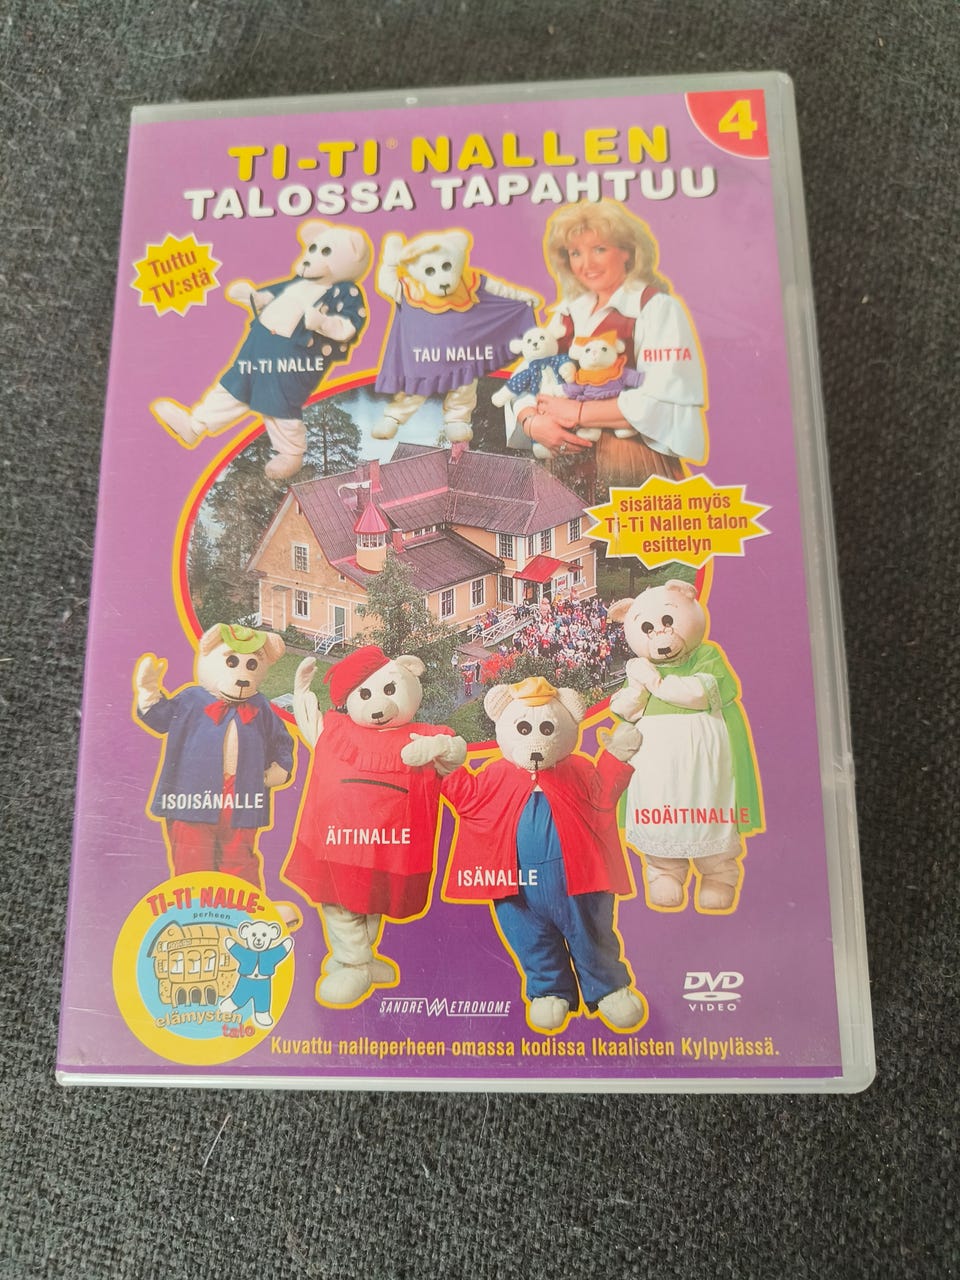 4
TI-TI® NALLEN
TALOSSA TAPAHTUU
Tuttu
TV:stä
TI-TI NALLE
TAU NALLE
RIITTA
sisältää myös
Ti-Ti Nallen talon
esittelyn
ISOISÄNALLE
ÄITINALLE
ISÄNALLE
ISOÄITINALLE
TI-TI® NALLE-
perheen
elämysten
talo
SANDREW METRONOME
DVD
VIDEO
Kuvattu nalleperheen omassa kodissa Ikaalisten Kylpylässä.